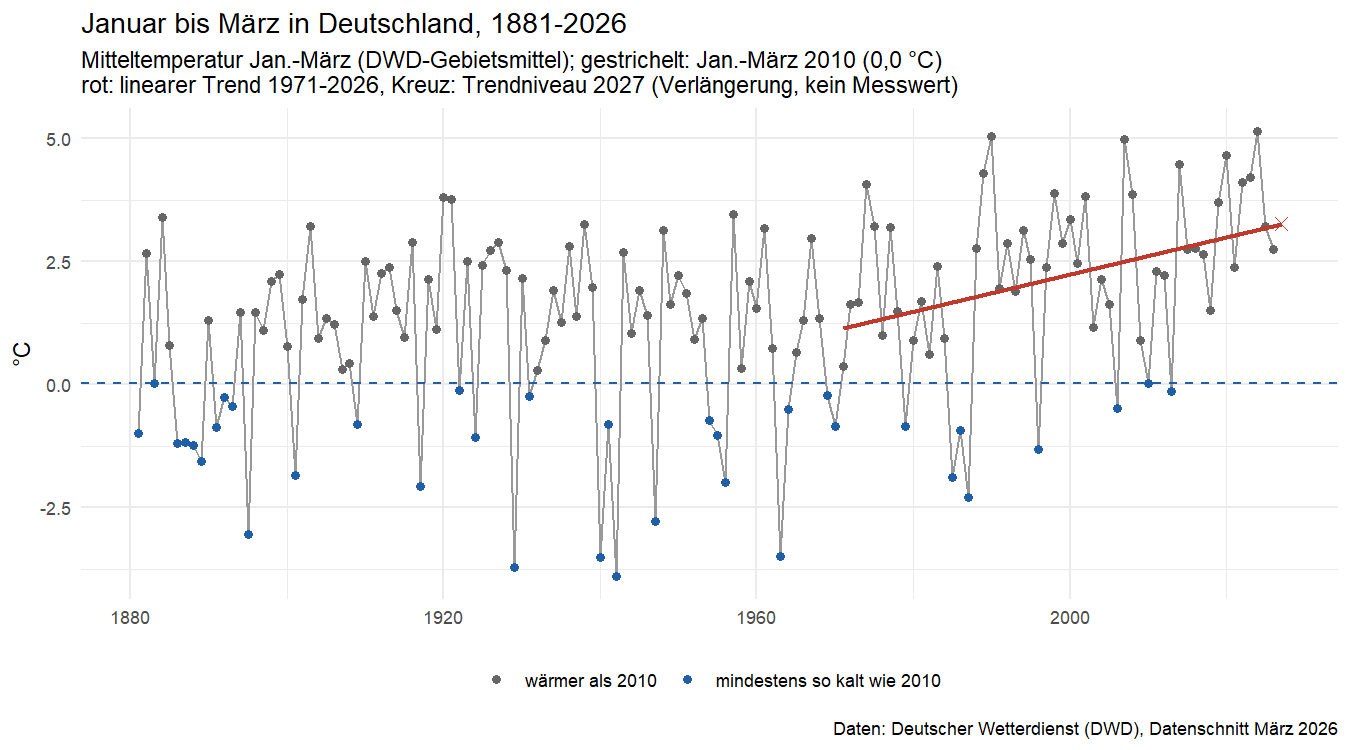 Januar bis März in Deutschland, 1881-2026
Mitteltemperatur Jan.-März (DWD-Gebietsmittel); gestrichelt: Jan.-März 2010 (0,0 °C)
rot: linearer Trend 1971-2026, Kreuz: Trendniveau 2027 (Verlängerung, kein Messwert)
5.0
2.5
°C
0.0
-2.5
1880
1920
1960
2000
wärmer als 2010
mindestens so kalt wie 2010
Daten: Deutscher Wetterdienst (DWD), Datenschnitt März 2026